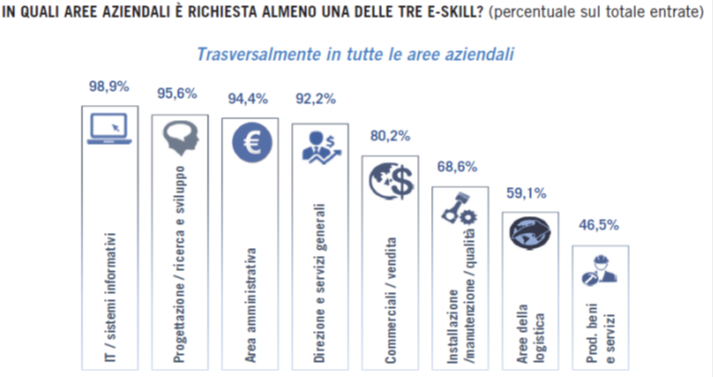 IN QUALI AREE AZIENDALI È RICHIESTA ALMENO UNA DELLE TRE E-SKILL? (percentuale sul totale entrate)
Trasversalmente in tutte le aree aziendali
98,9%
95,6%
94,4%
92,2%
80,2%
68,6%
59,1%
46,5%
IT / sistemi informativi
Progettazione / ricerca e sviluppo
Area amministrativa
Direzione e servizi generali
Commerciali / vendita
Installazione
/manutenzione / qualità
Aree della
logistica
Prod. beni
e servizi